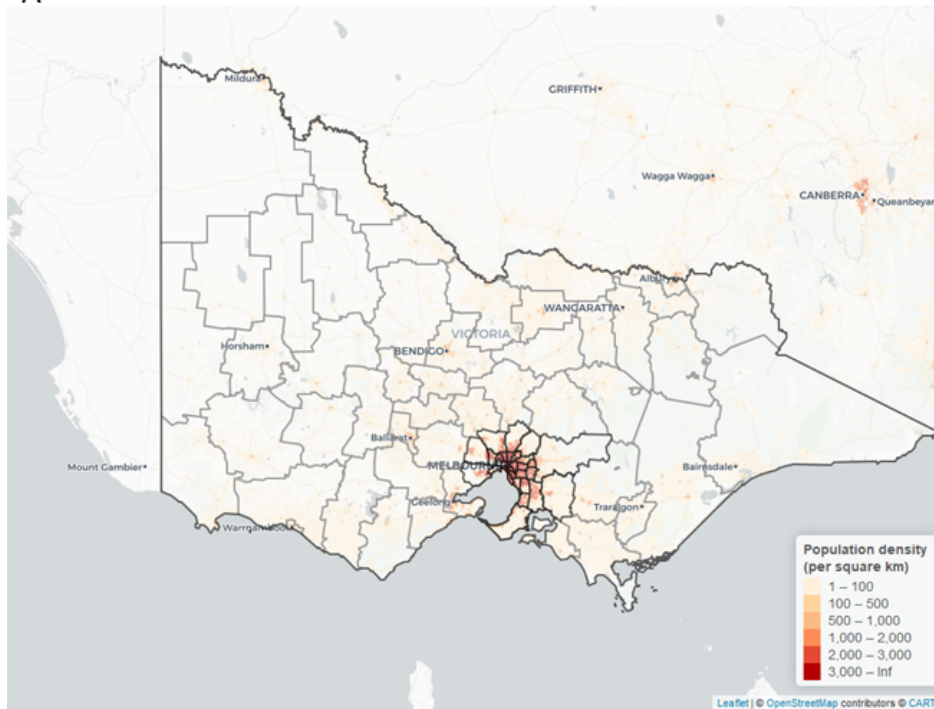 Mildura
GRIFFITH
Wagga Wagga
CANBERRA
Queanbeyan
Albury
WANGARATTA
VICTORIA
Horsham
BENDIGO
Ballarat
MELBOURNE
Mount Gambier
Bairnsdale
Geelong
Traralgon
Warrnambool
Population density
(per square km)
1 – 100
100 – 500
500 – 1,000
1,000 – 2,000
2,000 – 3,000
3,000 – Inf
Leaflet | © OpenStreetMap contributors © CART